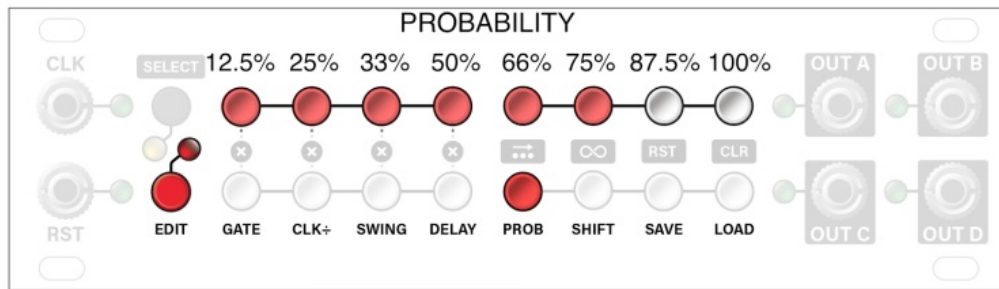 PROBABILITY
CLK SELECT 12.5% 25% 33% 50% 66% 75% 87.5% 100% OUT A OUT B
RST CLR
RST EDIT GATE CLK÷ SWING DELAY PROB SHIFT SAVE LOAD OUT C OUT D